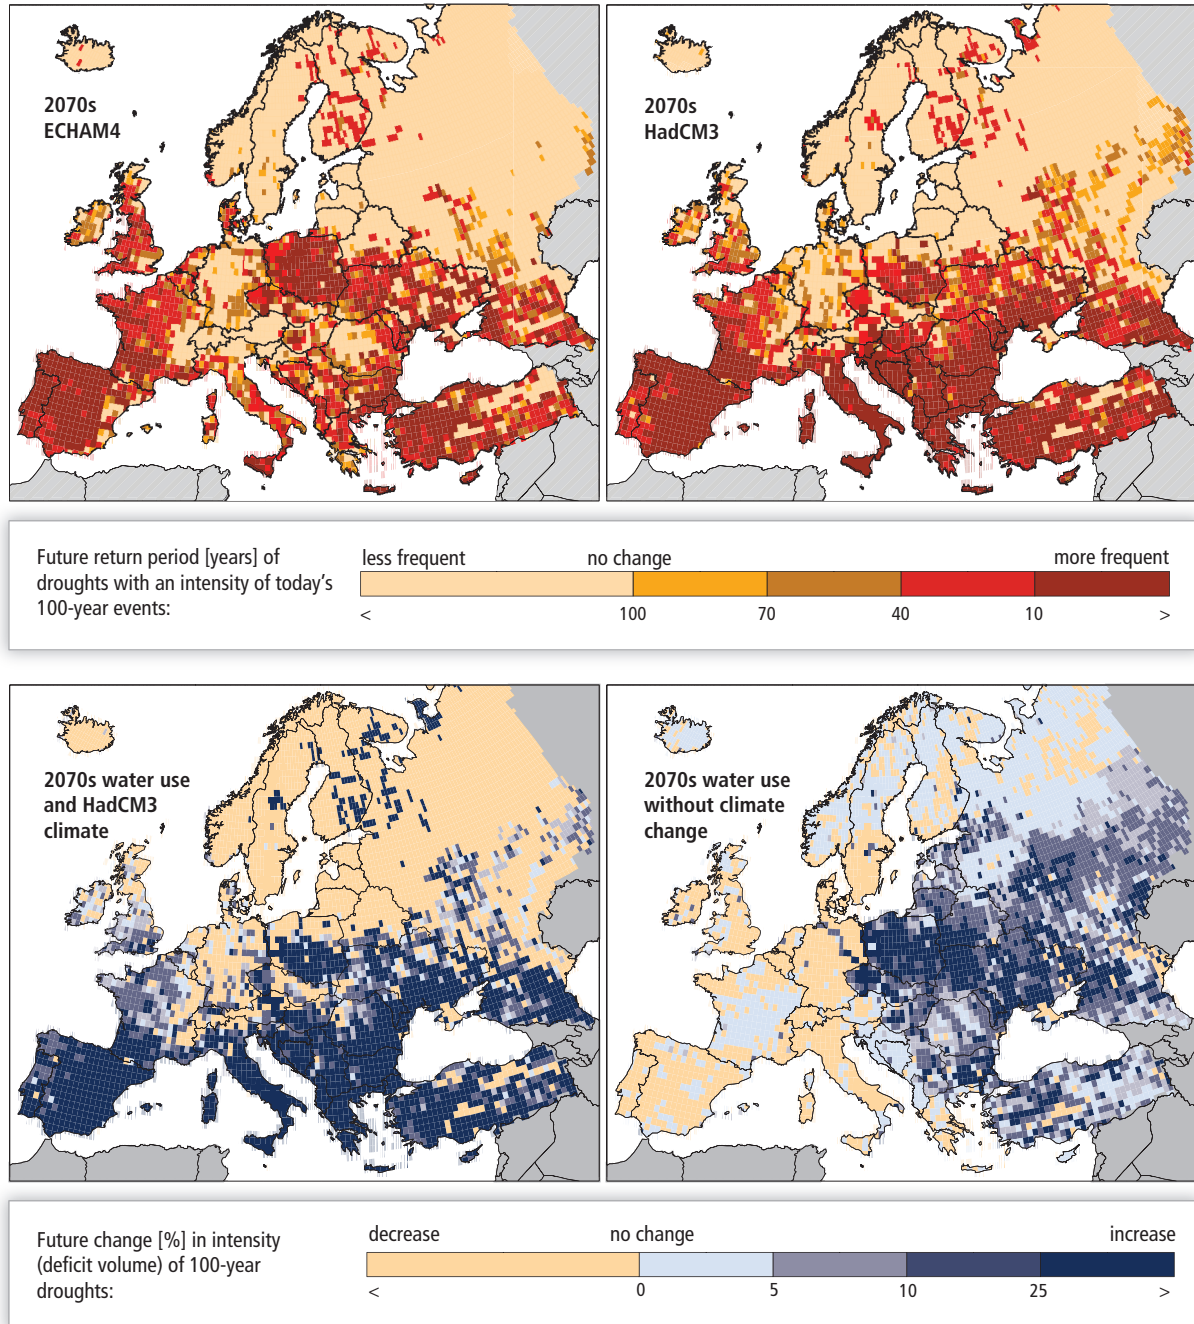 2070s
ECHAM4
2070s
HadCM3
Future return period [years] of
droughts with an intensity of today's
100-year events:
less frequent
no change
more frequent
<
100
70
40
10
>
2070s water use
and HadCM3
climate
2070s water use
without climate
change
Future change [%] in intensity
(deficit volume) of 100-year
droughts:
decrease
no change
increase
<
0
5
10
25
>